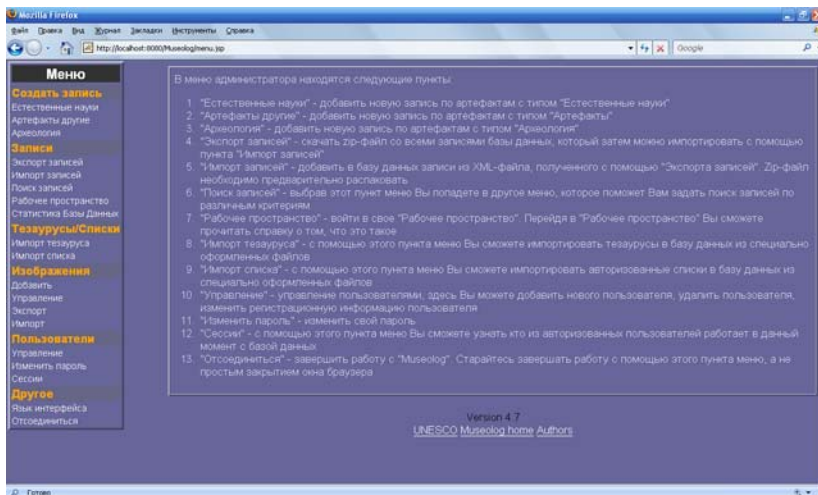 Mozilla Firefox
Файл Правка Вид Журнал Закладки Инструменты Справка
http://localhost:8080/Museolog/menu.jsp
Google
Меню
Создать запись
Естественные науки
Артефакты другие
Археология
Записи
Экспорт записей
Импорт записей
Поиск записей
Рабочее пространство
Статистика Базы Данных
Тезаурусы/Списки
Импорт тезауруса
Импорт списка
Изображения
Добавить
Управление
Экспорт
Импорт
Пользователи
Управление
Изменить пароль
Сессии
Другое
Язык интерфейса
Отсоединиться
В меню администратора находятся следующие пункты:
1. "Естественные науки" - добавить новую запись по артефактам с типом "Естественные науки"
2. "Артефакты другие" - добавить новую запись по артефактам с типом "Артефакты"
3. "Археология" - добавить новую запись по артефактам с типом "Археология"
4. "Экспорт записей" - скачать zip-файл со всеми записями базы данных, который затем можно импортировать с помощью
пункта "Импорт записей"
5. "Импорт записей" - добавить в базу данных записи из XML-файла, полученного с помощью "Экспорта записей". Zip-файл
необходимо предварительно распаковать
6. "Поиск записей" - выбрав этот пункт меню Вы попадете в другое меню, которое поможет Вам задать поиск записей по
различным критериям
7. "Рабочее пространство" - войти в свое "Рабочее пространство". Перейдя в "Рабочее пространство" Вы сможете
прочитать справку о том, что это такое
8. "Импорт тезауруса" - с помощью этого пункта меню Вы сможете импортировать тезаурусы в базу данных из специально
оформленных файлов
9. "Импорт списка" - с помощью этого пункта меню Вы сможете импортировать авторизованные списки в базу данных из
специально оформленных файлов
10. "Управление" - управление пользователями, здесь Вы можете добавить нового пользователя, удалить пользователя,
изменить регистрационную информацию пользователя
11. "Изменить пароль" - изменить свой пароль
12. "Сессии" - с помощью этого пункта меню Вы сможете узнать кто из авторизованных пользователей работает в данный
момент с базой данных
13. "Отсоединиться" - завершить работу с "Museolog". Старайтесь завершать работу с помощью этого пункта меню, а не
простым закрытием окна браузера
Version 4.7
UNESCO Museolog home Authors
Готово